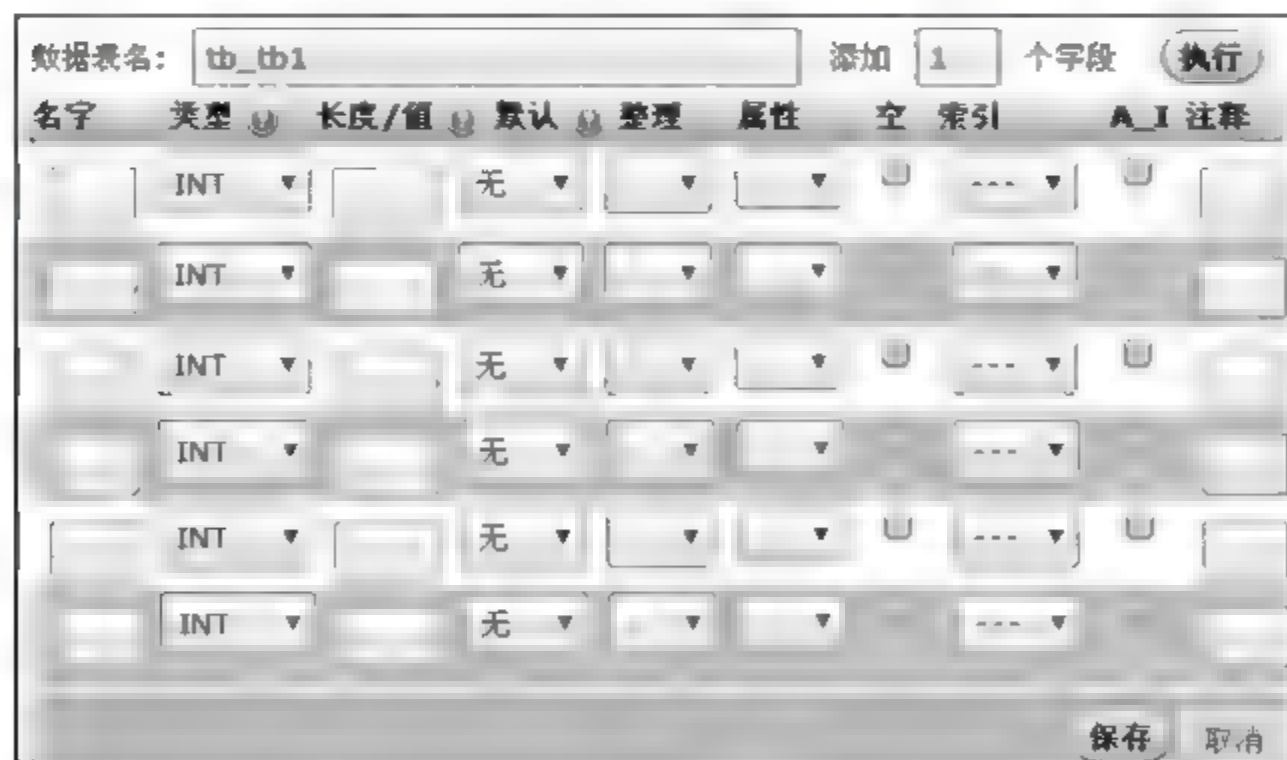 数据表名: tb_tb1 添加 1 个字段 执行
名字 类型 长度/值 默认 整理 属性 空 索引 A_I 注释
INT 无 ---
INT 无
INT 无 ---
INT 无 ---
INT 无 ---
INT 无 ---
保存 取消